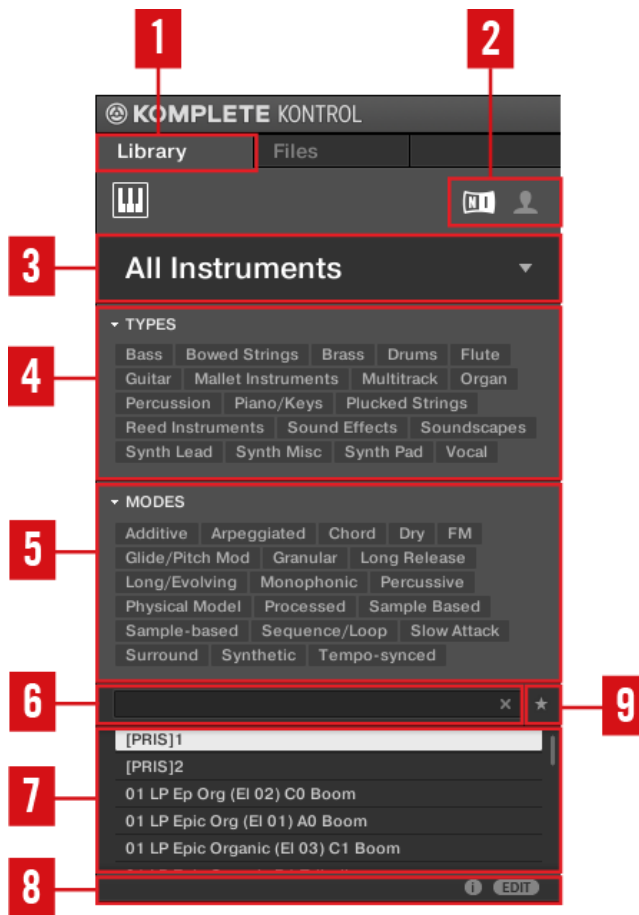 1
2
KOMPLETE KONTROL
Library Files
NI
3
All Instruments
4
TYPES
Bass Bowed Strings Brass Drums Flute
Guitar Mallet Instruments Multitrack Organ
Percussion Piano/Keys Plucked Strings
Reed Instruments Sound Effects Soundscapes
Synth Lead Synth Misc Synth Pad Vocal
5
MODES
Additive Arpeggiated Chord Dry FM
Glide/Pitch Mod Granular Long Release
Long/Evolving Monophonic Percussive
Physical Model Processed Sample Based
Sample-based Sequence/Loop Slow Attack
Surround Synthetic Tempo-synced
6
9
7
[PRIS]1
[PRIS]2
01 LP Ep Org (El 02) C0 Boom
01 LP Epic Org (El 01) A0 Boom
01 LP Epic Organic (El 03) C1 Boom
8
i EDIT